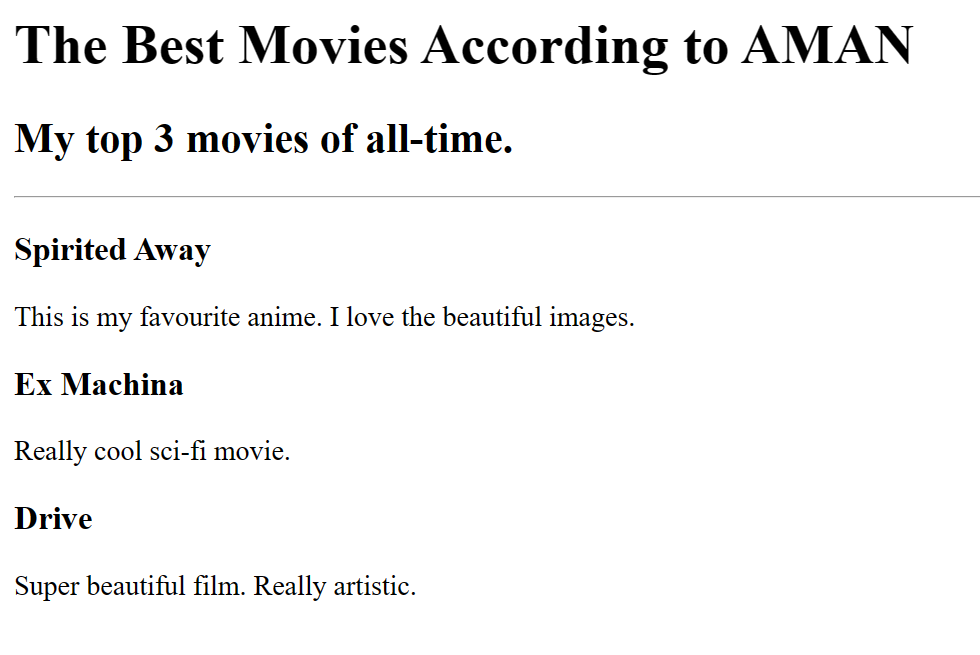 The Best Movies According to AMAN
My top 3 movies of all-time.
Spirited Away
This is my favourite anime. I love the beautiful images.
Ex Machina
Really cool sci-fi movie.
Drive
Super beautiful film. Really artistic.